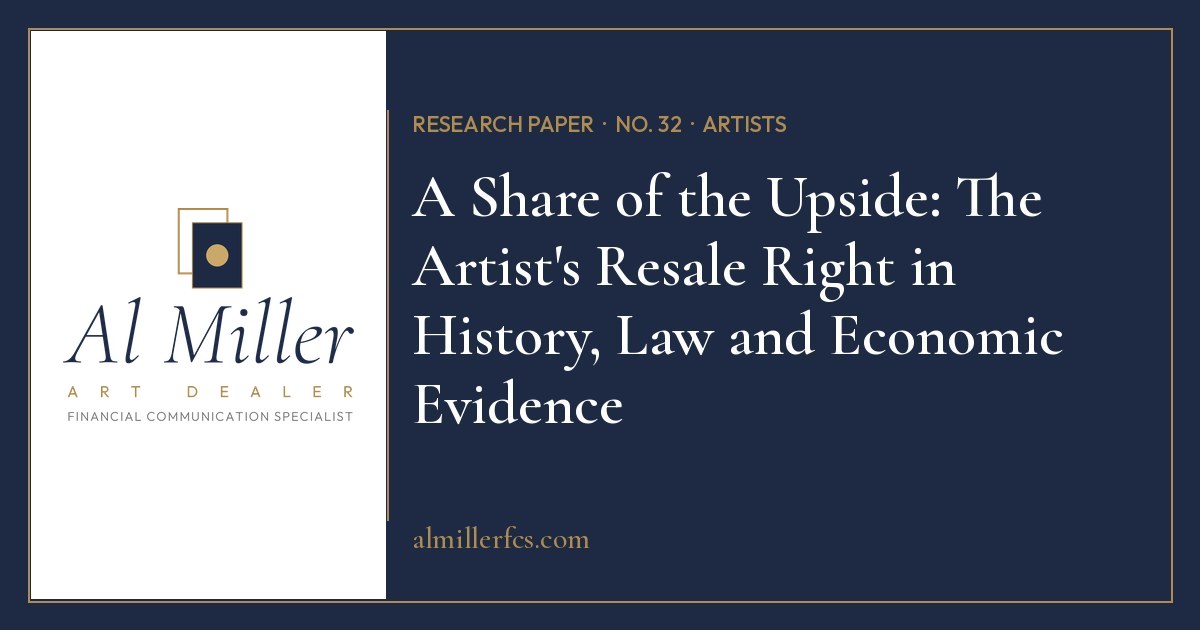 Al Miller
ART DEALER
FINANCIAL COMMUNICATION SPECIALIST
RESEARCH PAPER · NO. 32 · ARTISTS
A Share of the Upside: The
Artist's Resale Right in
History, Law and Economic
Evidence
almillerfcs.com